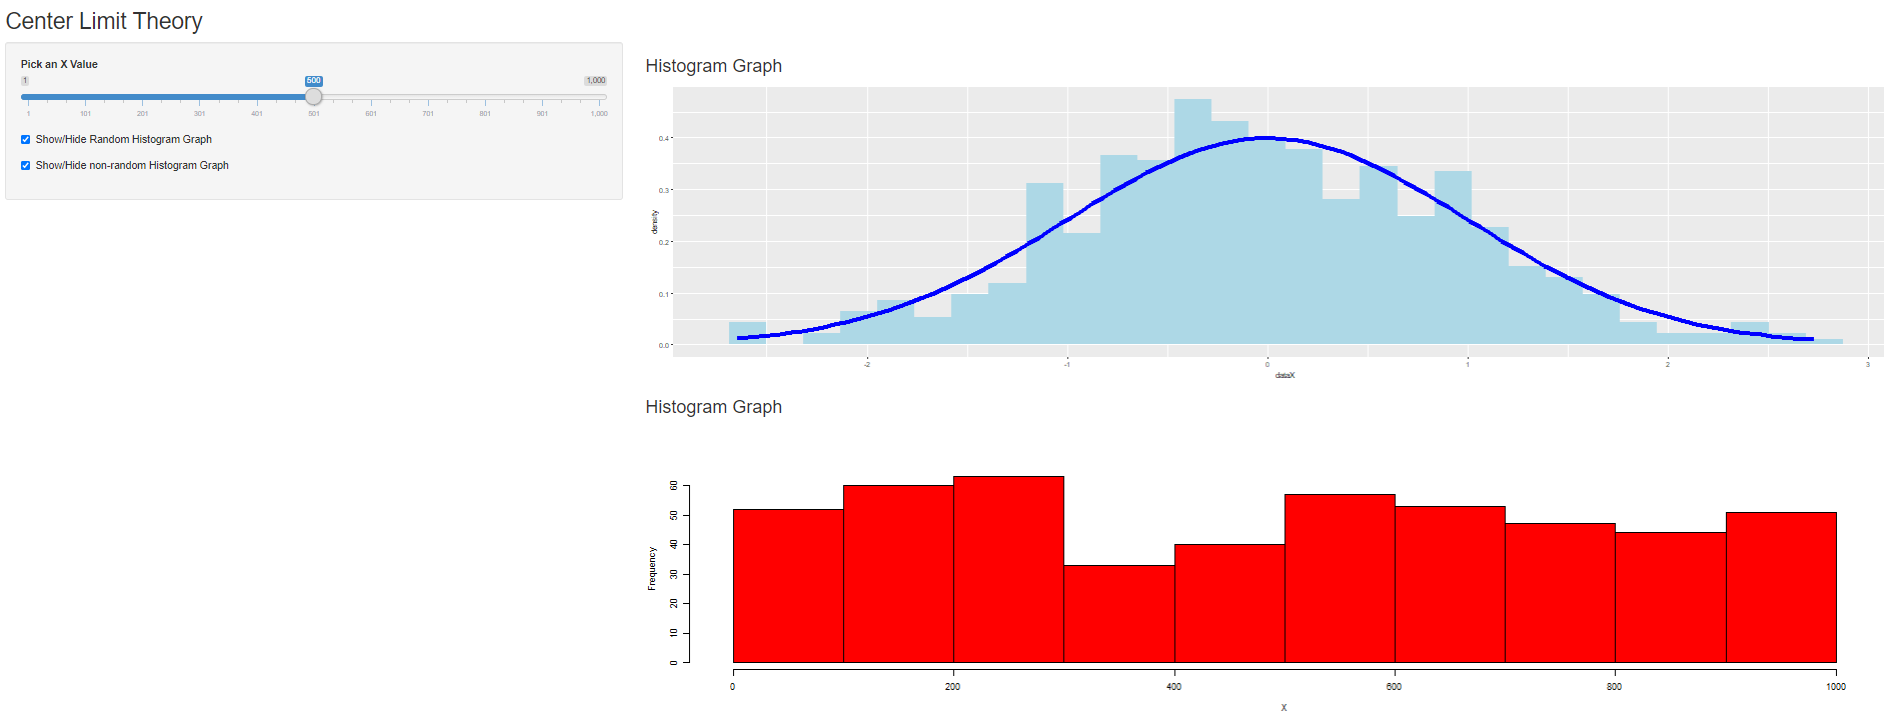 Center Limit Theory
Pick an X Value
1 500 1,000
1 101 201 301 401 501 601 701 801 901 1,000
Show/Hide Random Histogram Graph
Show/Hide non-random Histogram Graph
Histogram Graph
density
0.4
0.3
0.2
0.1
0.0
-2 -1 0 1 2 3
dataX
Histogram Graph
Frequency
60
50
40
30
20
10
0
0 200 400 600 800 1000
X